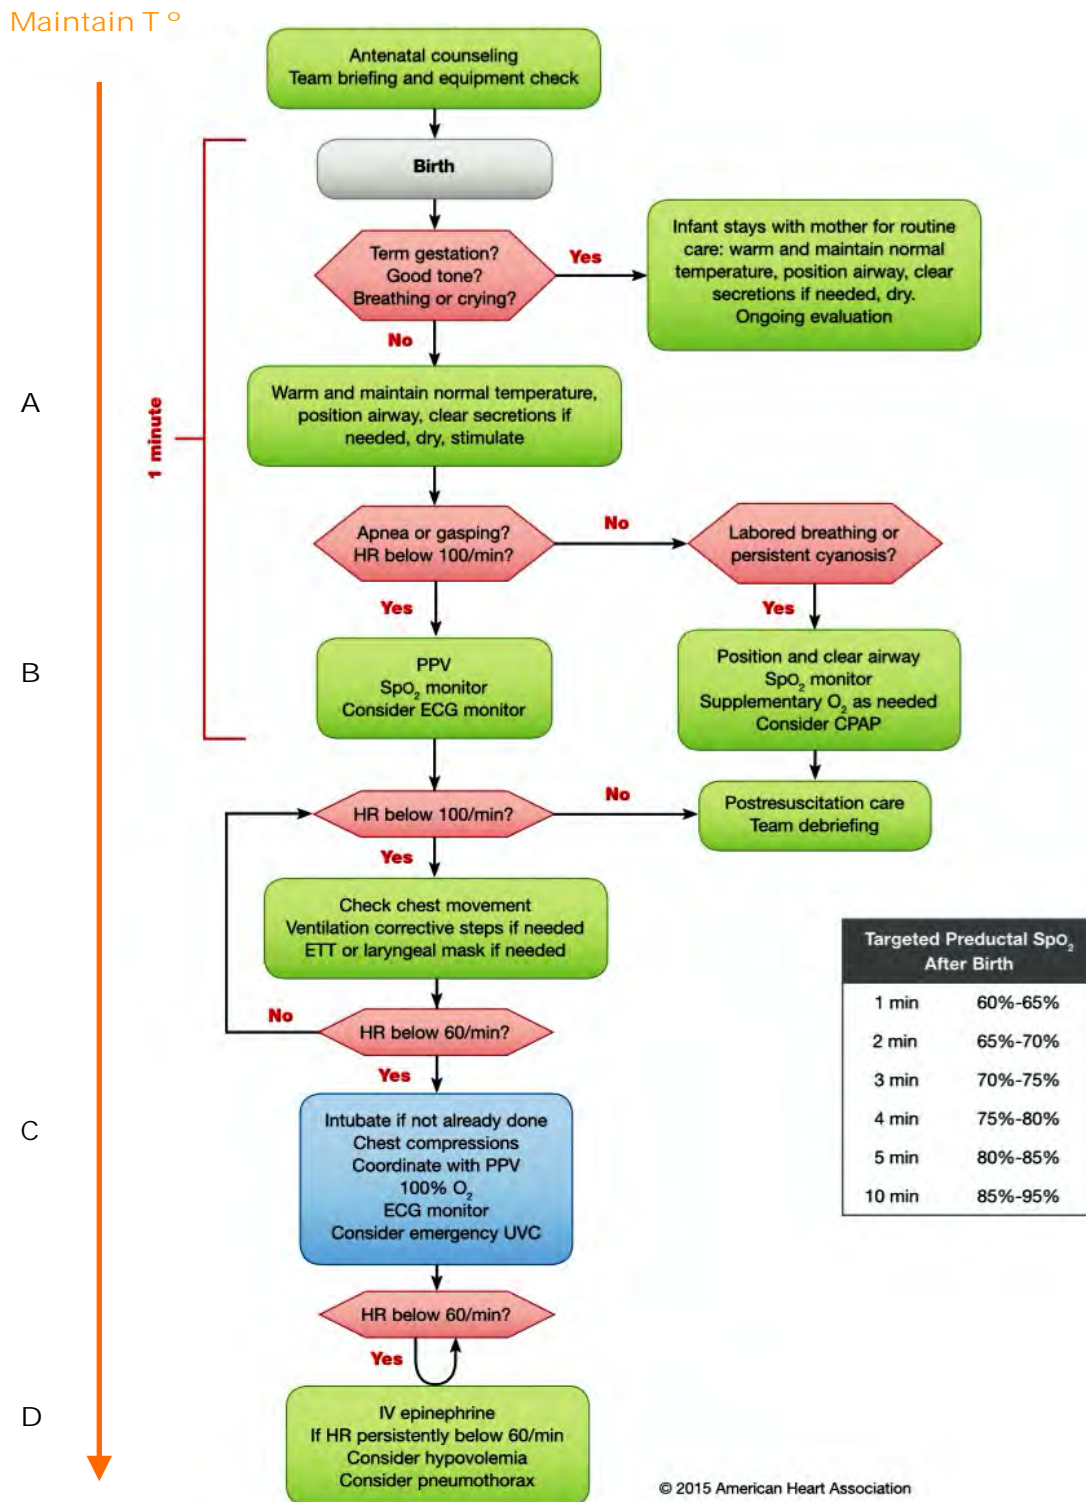 Maintain T °
Antenatal counseling
Team briefing and equipment check
Birth
Term gestation?
Good tone?
Breathing or crying?
Yes
Infant stays with mother for routine
care: warm and maintain normal
temperature, position airway, clear
secretions if needed, dry.
Ongoing evaluation
No
A
1 minute
Warm and maintain normal temperature,
position airway, clear secretions if
needed, dry, stimulate
Apnea or gasping?
HR below 100/min?
No
Labored breathing or
persistent cyanosis?
Yes
Yes
B
PPV
SpO₂ monitor
Consider ECG monitor
Position and clear airway
SpO₂ monitor
Supplementary O₂ as needed
Consider CPAP
HR below 100/min?
No
Postresuscitation care
Team debriefing
Yes
Check chest movement
Ventilation corrective steps if needed
ETT or laryngeal mask if needed
No
HR below 60/min?
Yes
C
Intubate if not already done
Chest compressions
Coordinate with PPV
100% O₂
ECG monitor
Consider emergency UVC
HR below 60/min?
Yes
D
IV epinephrine
If HR persistently below 60/min
Consider hypovolemia
Consider pneumothorax
Targeted Preductal SpO₂
After Birth
1 min 60%-65%
2 min 65%-70%
3 min 70%-75%
4 min 75%-80%
5 min 80%-85%
10 min 85%-95%
© 2015 American Heart Association